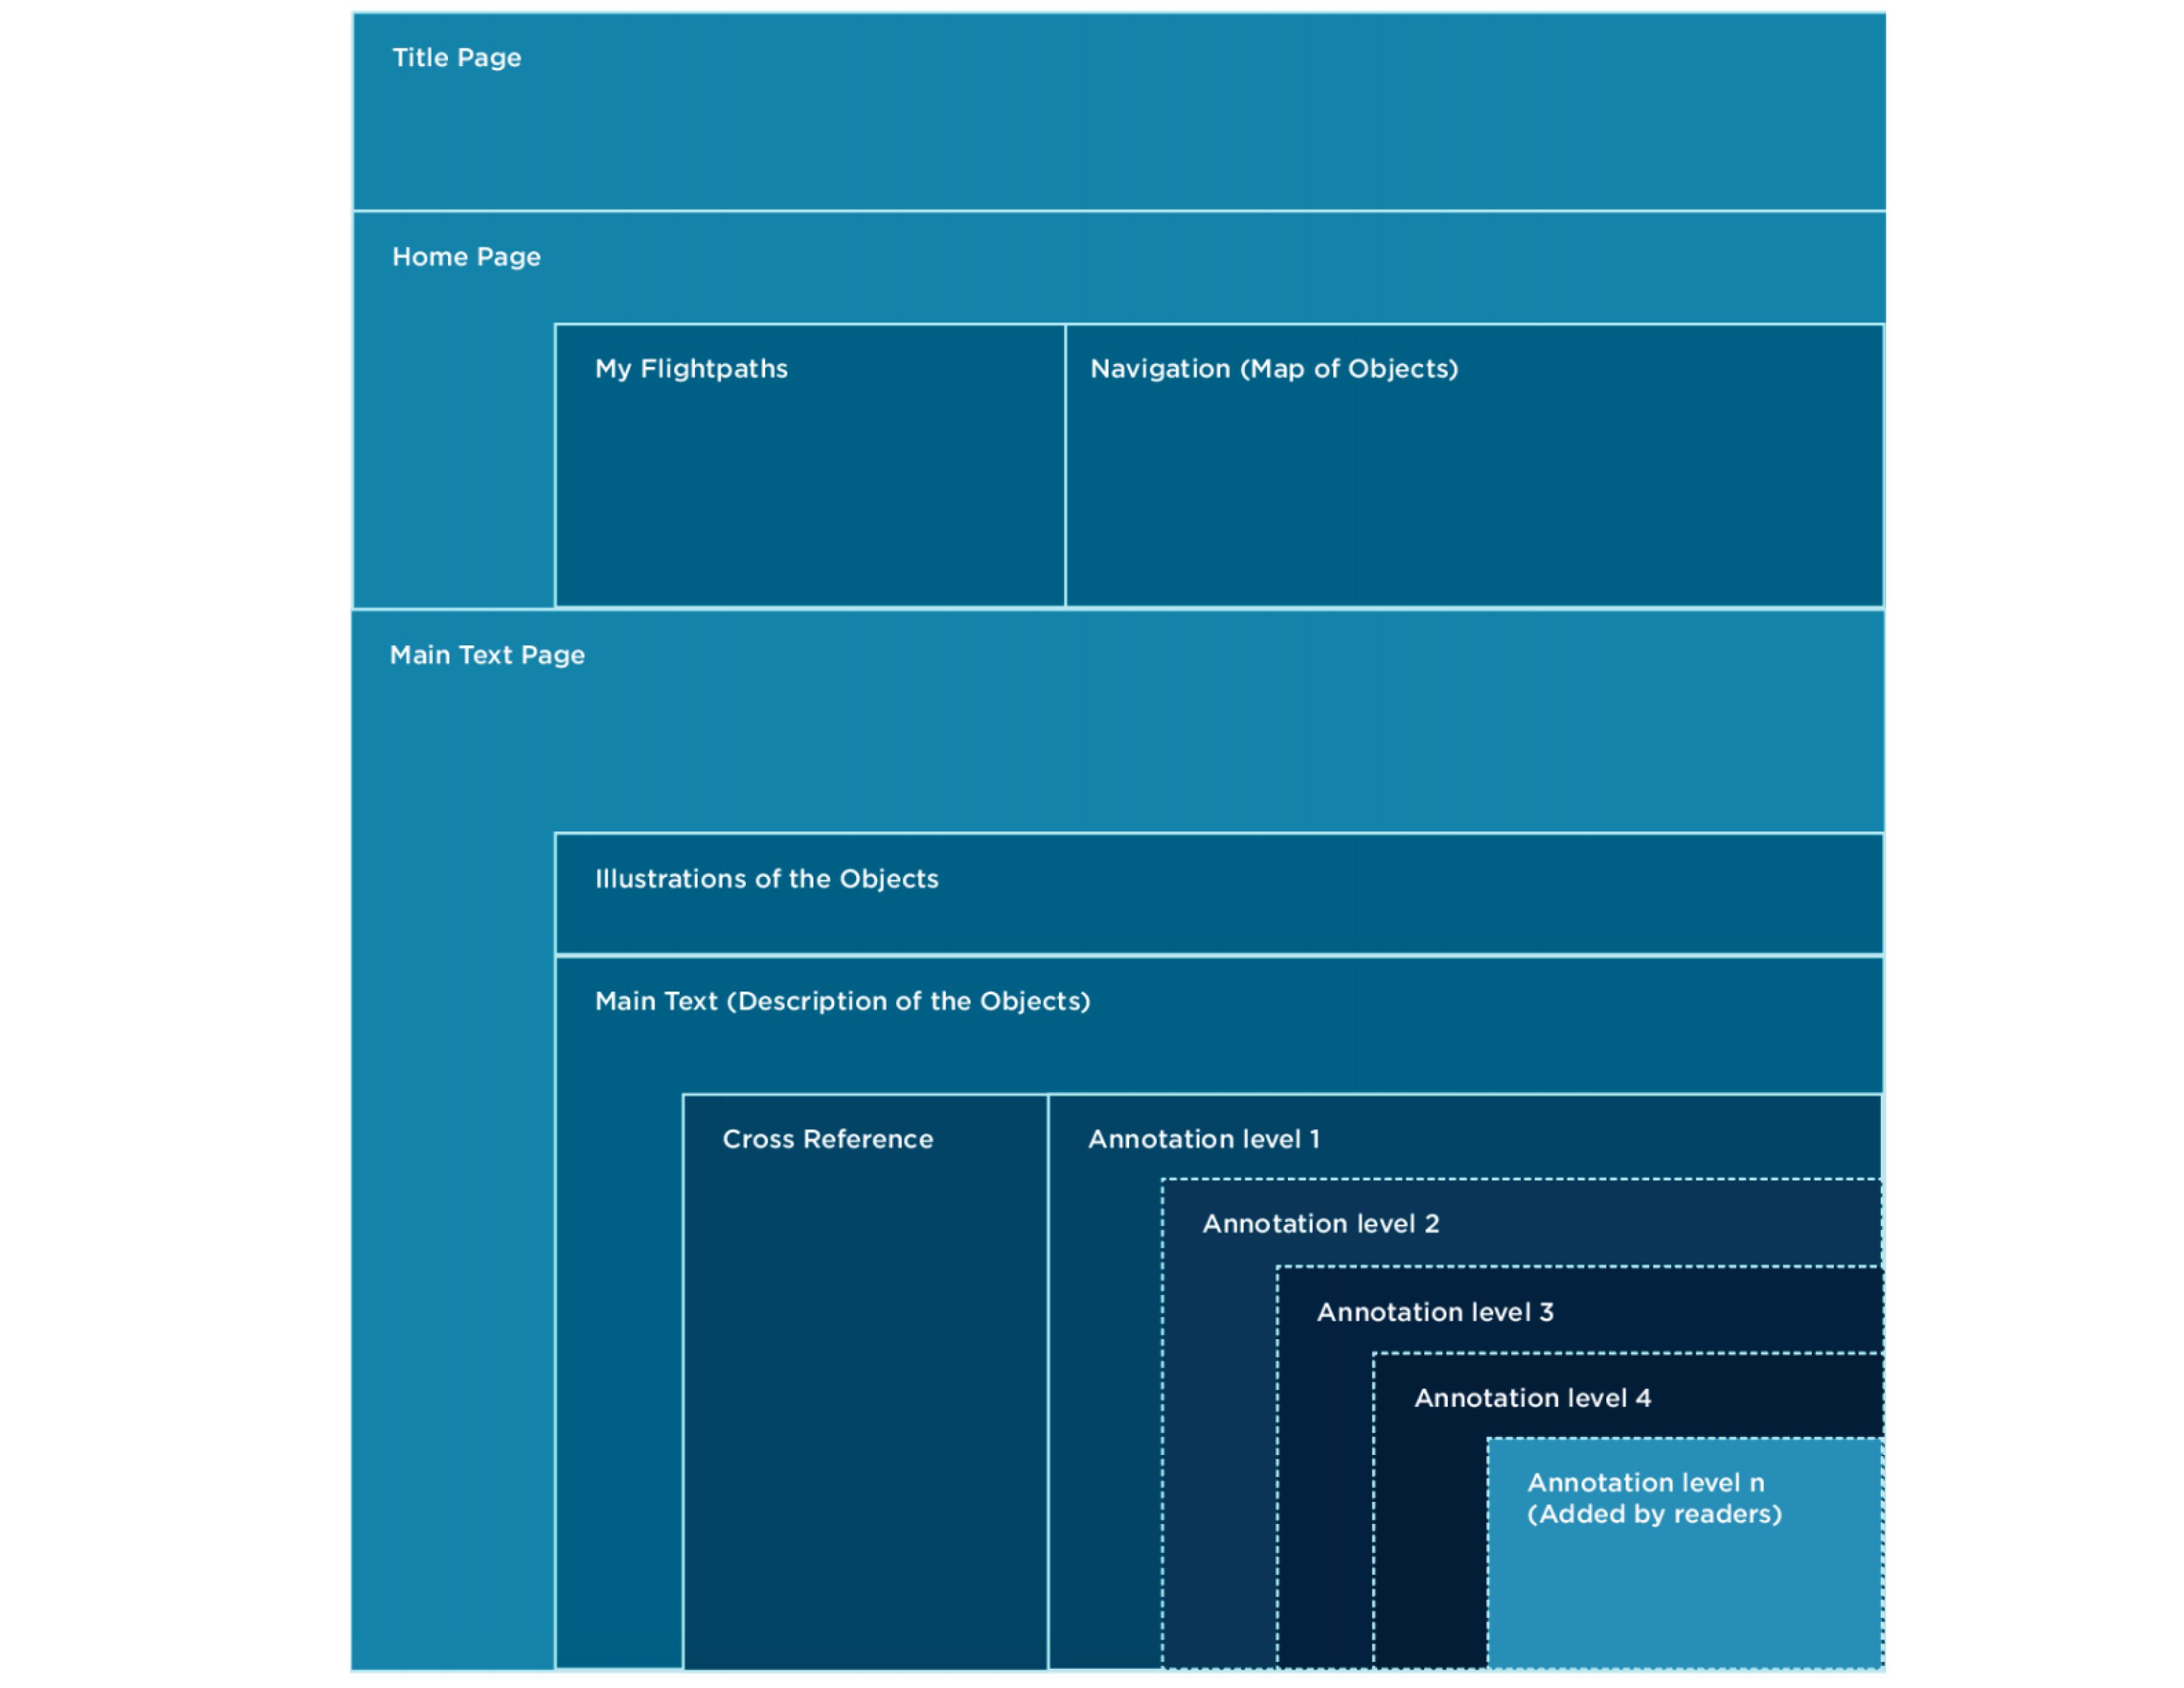 Title Page
Home Page
My Flightpaths
Navigation (Map of Objects)
Main Text Page
Illustrations of the Objects
Main Text (Description of the Objects)
Cross Reference
Annotation level 1
Annotation level 2
Annotation level 3
Annotation level 4
Annotation level n
(Added by readers)